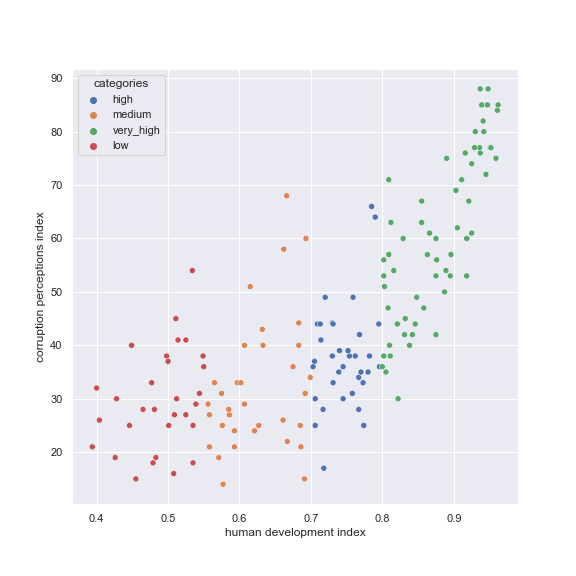 90
80
70
60
50
40
30
20
corruption perceptions index
categories
high
medium
very_high
low
0.4 0.5 0.6 0.7 0.8 0.9
human development index